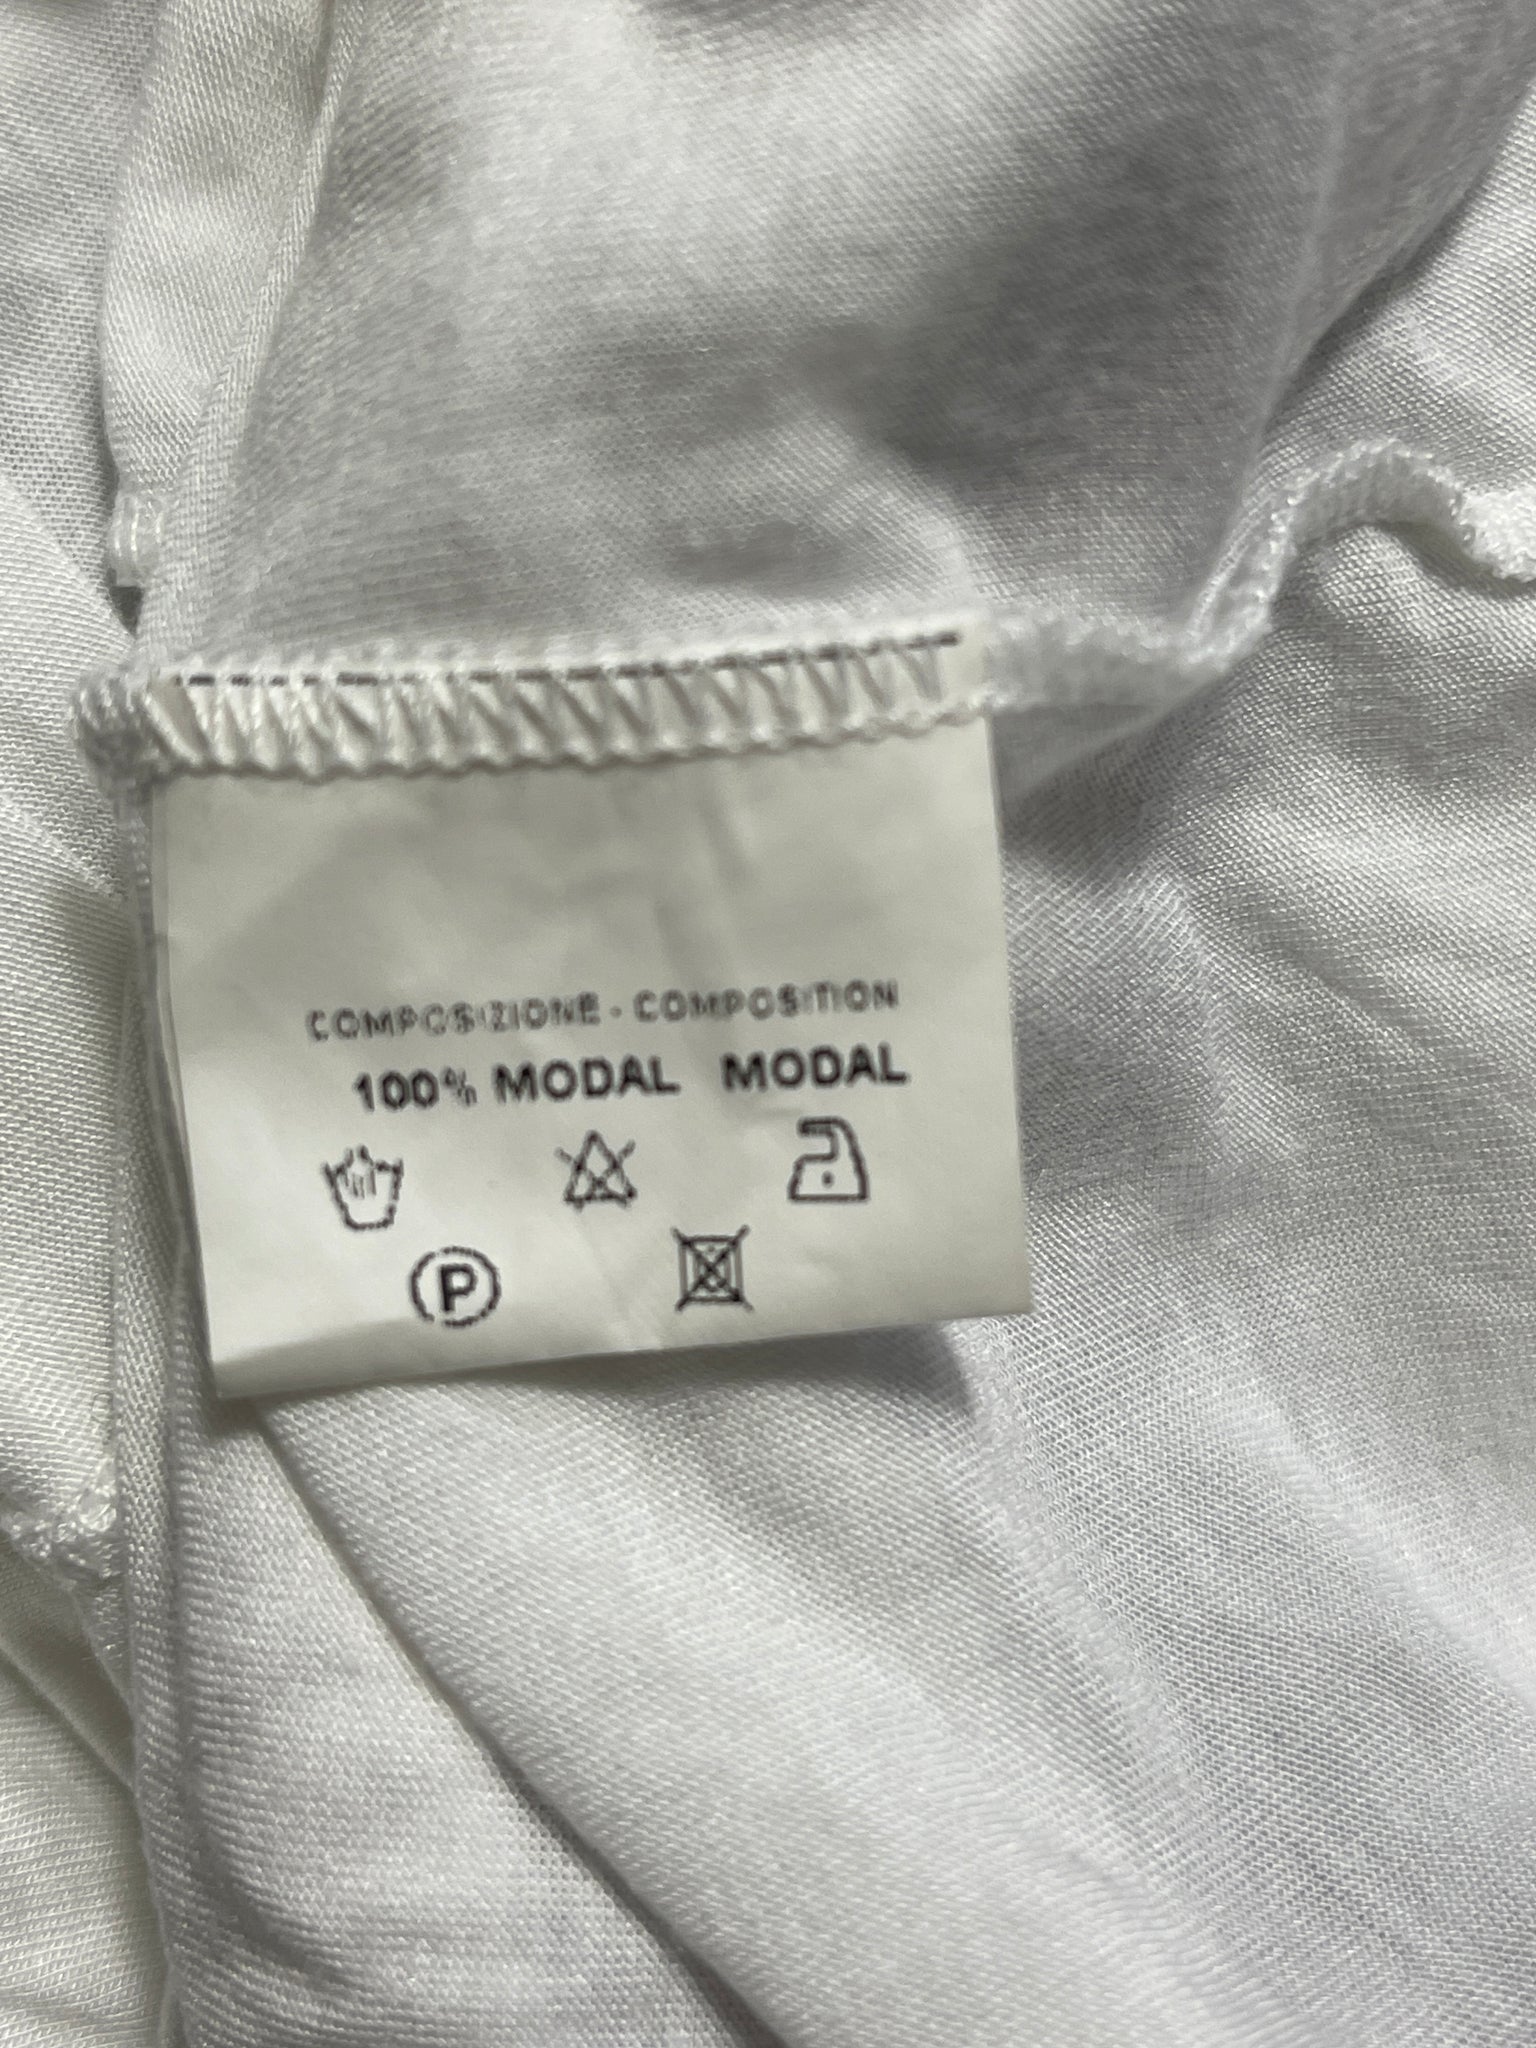 COMPOSIZIONE - COMPOSITION
100% MODAL MODAL
P